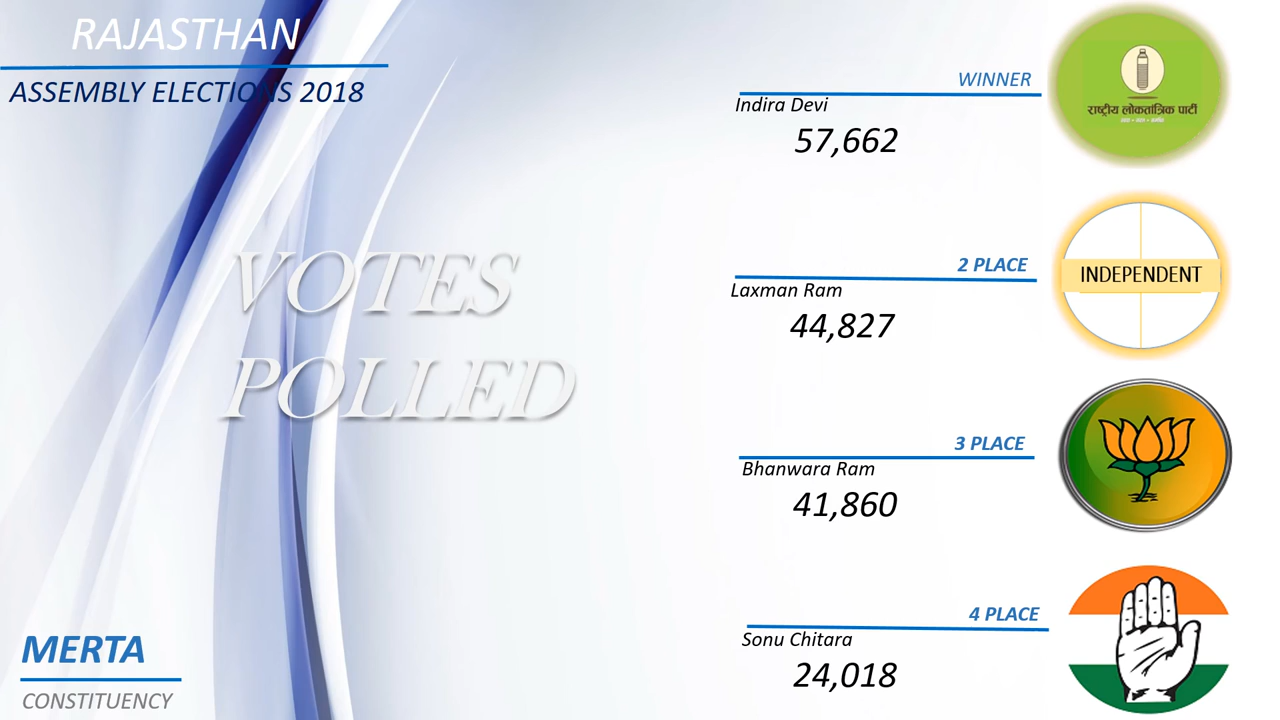 RAJASTHAN
ASSEMBLY ELECTIONS 2018
VOTES
POLLED
MERTA
CONSTITUENCY
WINNER
Indira Devi
57,662
राष्ट्रीय लोकतांत्रिक पार्टी
2 PLACE
Laxman Ram
44,827
INDEPENDENT
3 PLACE
Bhanwara Ram
41,860
4 PLACE
Sonu Chitara
24,018